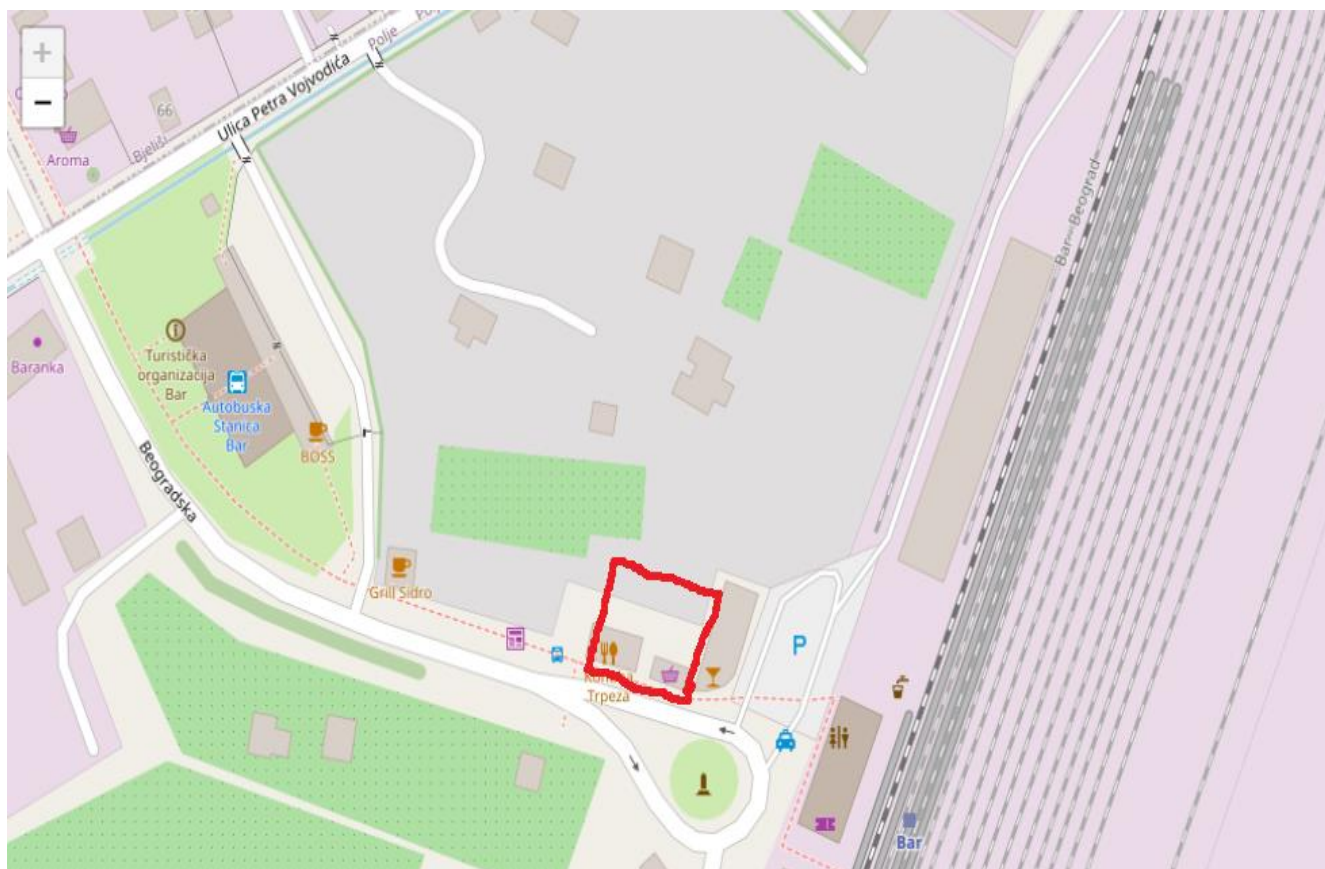 +
−
Aroma
66
Bjeliši
Ulica Petra Vojvodića
Polje
Baranka
Turistička
organizacija
Bar
Autobuska
Stanica
Bar
BOSS
Beogradska
Grill Sidro
Trpeza
P
Bar
Bar—Beograd